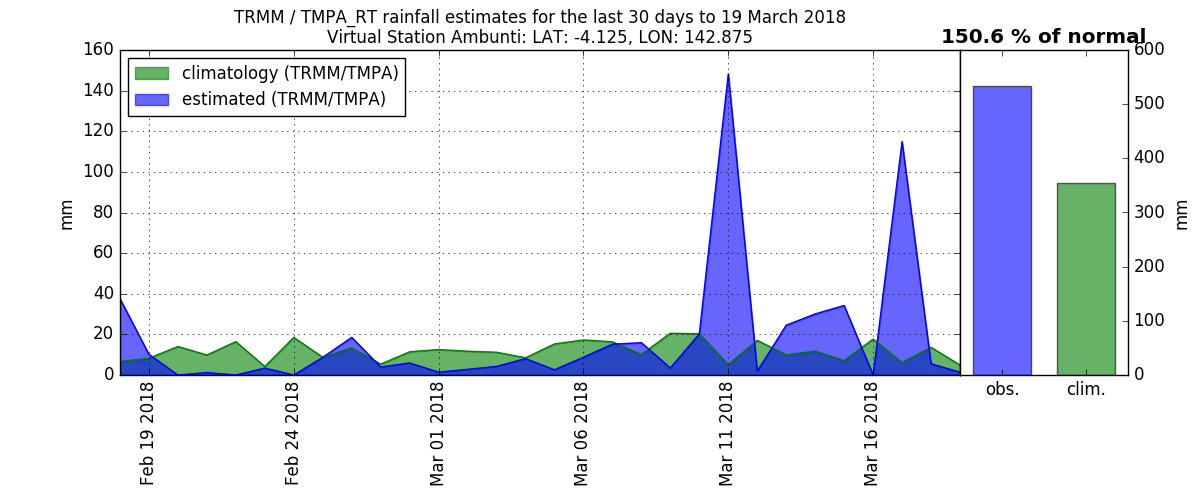 TRMM / TMPA_RT rainfall estimates for the last 30 days to 19 March 2018
Virtual Station Ambunti: LAT: -4.125, LON: 142.875
150.6 % of normal
climatology (TRMM/TMPA)
estimated (TRMM/TMPA)
mm
160
140
120
100
80
60
40
20
0
Feb 19 2018
Feb 24 2018
Mar 01 2018
Mar 06 2018
Mar 11 2018
Mar 16 2018
600
500
400
300
200
100
0
mm
obs.
clim.